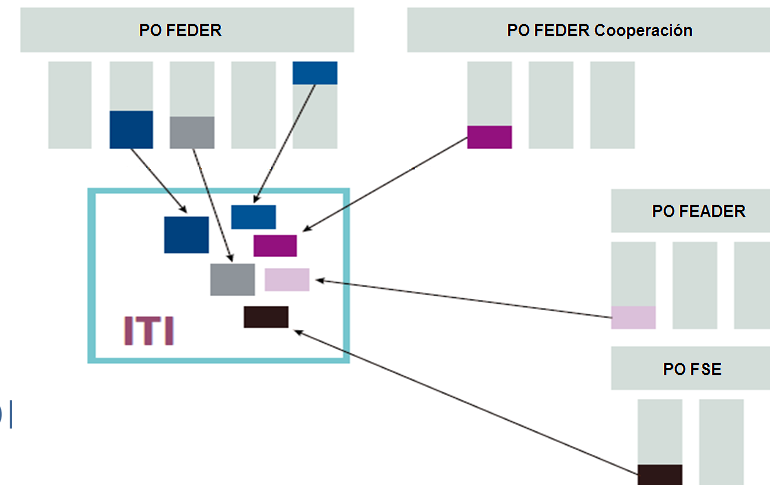 PO FEDER
PO FEDER Cooperación
PO FEADER
ITI
PO FSE